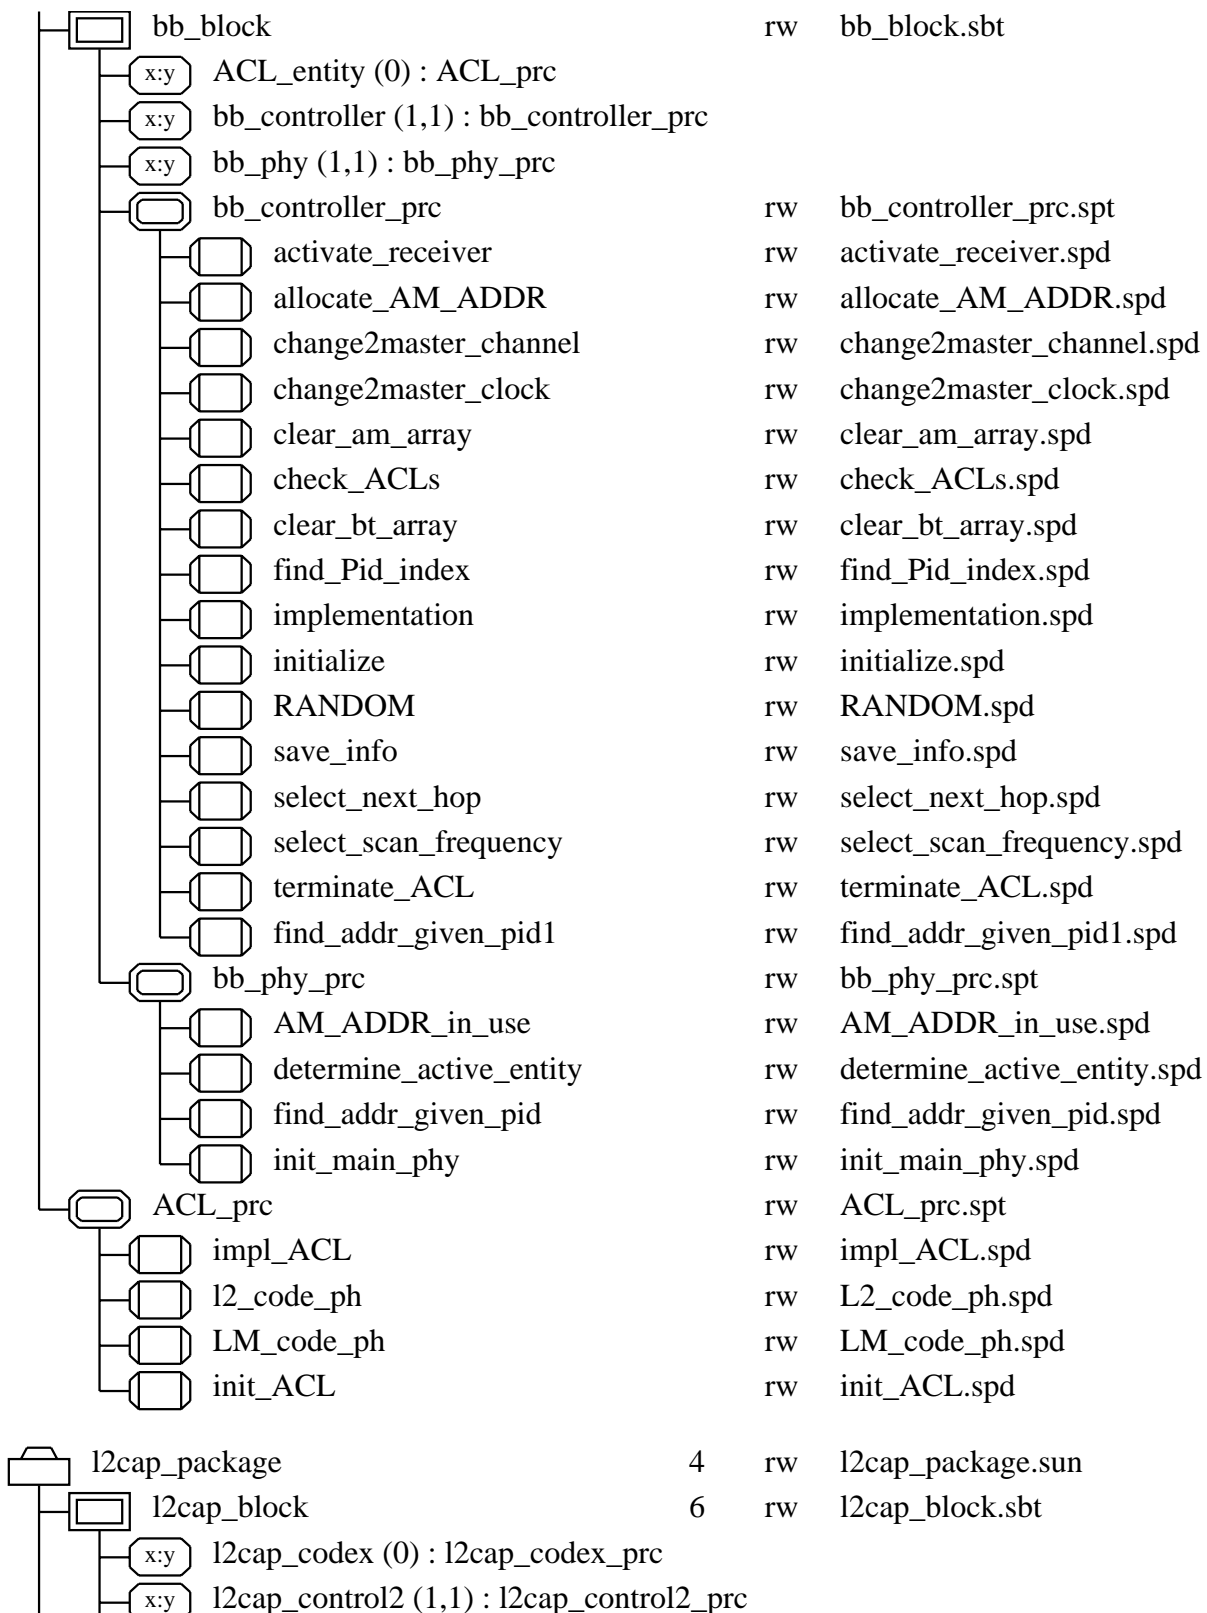 bb_block rw bb_block.sbt
x:y ACL_entity (0) : ACL_prc
x:y bb_controller (1,1) : bb_controller_prc
x:y bb_phy (1,1) : bb_phy_prc
bb_controller_prc rw bb_controller_prc.spt
activate_receiver rw activate_receiver.spd
allocate_AM_ADDR rw allocate_AM_ADDR.spd
change2master_channel rw change2master_channel.spd
change2master_clock rw change2master_clock.spd
clear_am_array rw clear_am_array.spd
check_ACLs rw check_ACLs.spd
clear_bt_array rw clear_bt_array.spd
find_Pid_index rw find_Pid_index.spd
implementation rw implementation.spd
initialize rw initialize.spd
RANDOM rw RANDOM.spd
save_info rw save_info.spd
select_next_hop rw select_next_hop.spd
select_scan_frequency rw select_scan_frequency.spd
terminate_ACL rw terminate_ACL.spd
find_addr_given_pid1 rw find_addr_given_pid1.spd
bb_phy_prc rw bb_phy_prc.spt
AM_ADDR_in_use rw AM_ADDR_in_use.spd
determine_active_entity rw determine_active_entity.spd
find_addr_given_pid rw find_addr_given_pid.spd
init_main_phy rw init_main_phy.spd
ACL_prc rw ACL_prc.spt
impl_ACL rw impl_ACL.spd
l2_code_ph rw L2_code_ph.spd
LM_code_ph rw LM_code_ph.spd
init_ACL rw init_ACL.spd
l2cap_package 4 rw l2cap_package.sun
l2cap_block 6 rw l2cap_block.sbt
x:y l2cap_codex (0) : l2cap_codex_prc
x:y l2cap_control2 (1,1) : l2cap_control2_prc